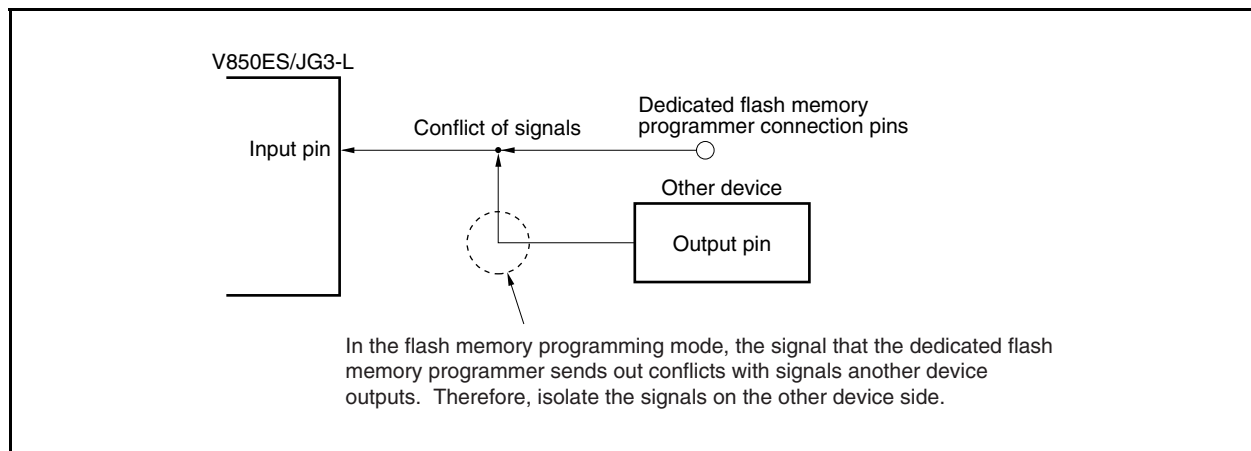 V850ES/JG3-L
Dedicated flash memory
programmer connection pins
Conflict of signals
Input pin
Other device
Output pin
In the flash memory programming mode, the signal that the dedicated flash
memory programmer sends out conflicts with signals another device
outputs.  Therefore, isolate the signals on the other device side.